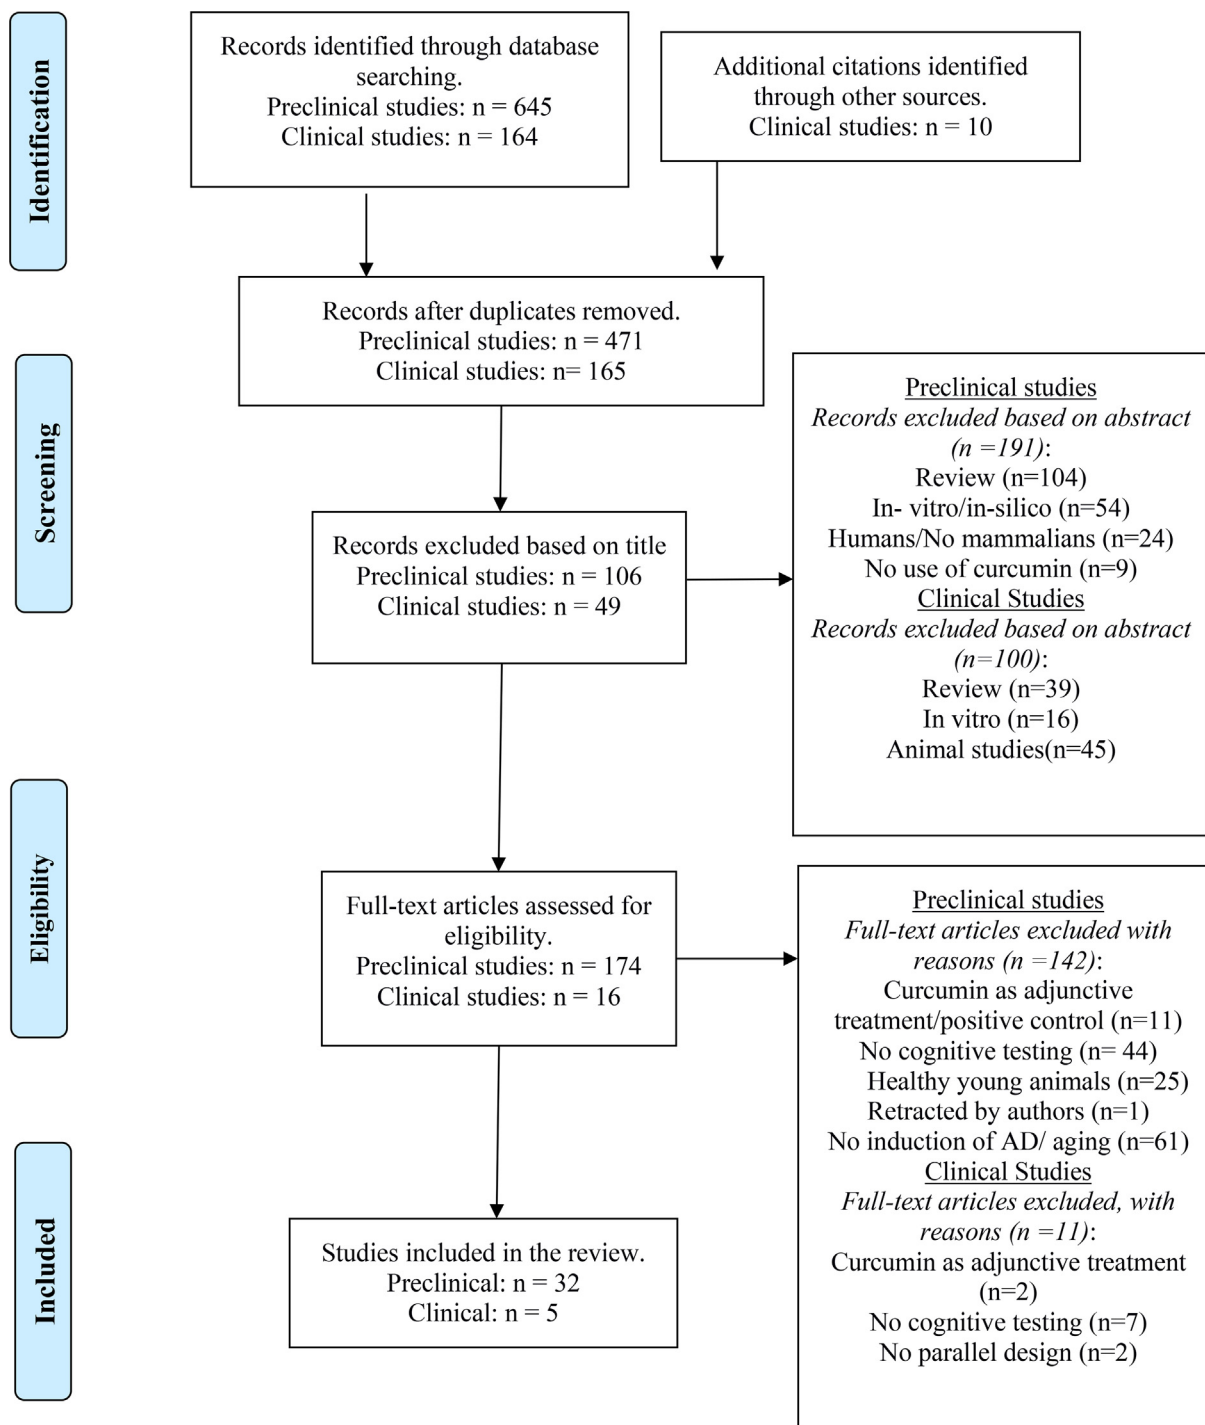 Identification
Records identified through database
searching.
Preclinical studies: n = 645
Clinical studies: n = 164
Additional citations identified
through other sources.
Clinical studies: n = 10
Records after duplicates removed.
Preclinical studies: n = 471
Clinical studies: n= 165
Screening
Records excluded based on title
Preclinical studies: n = 106
Clinical studies: n = 49
Preclinical studies
Records excluded based on abstract
(n =191):
Review (n=104)
In- vitro/in-silico (n=54)
Humans/No mammalians (n=24)
No use of curcumin (n=9)
Clinical Studies
Records excluded based on abstract
(n=100):
Review (n=39)
In vitro (n=16)
Animal studies(n=45)
Eligibility
Full-text articles assessed for
eligibility.
Preclinical studies: n = 174
Clinical studies: n = 16
Preclinical studies
Full-text articles excluded with
reasons (n =142):
Curcumin as adjunctive
treatment/positive control (n=11)
No cognitive testing (n= 44)
Healthy young animals (n=25)
Retracted by authors (n=1)
No induction of AD/ aging (n=61)
Clinical Studies
Full-text articles excluded, with
reasons (n =11):
Curcumin as adjunctive treatment
(n=2)
No cognitive testing (n=7)
No parallel design (n=2)
Included
Studies included in the review.
Preclinical: n = 32
Clinical: n = 5